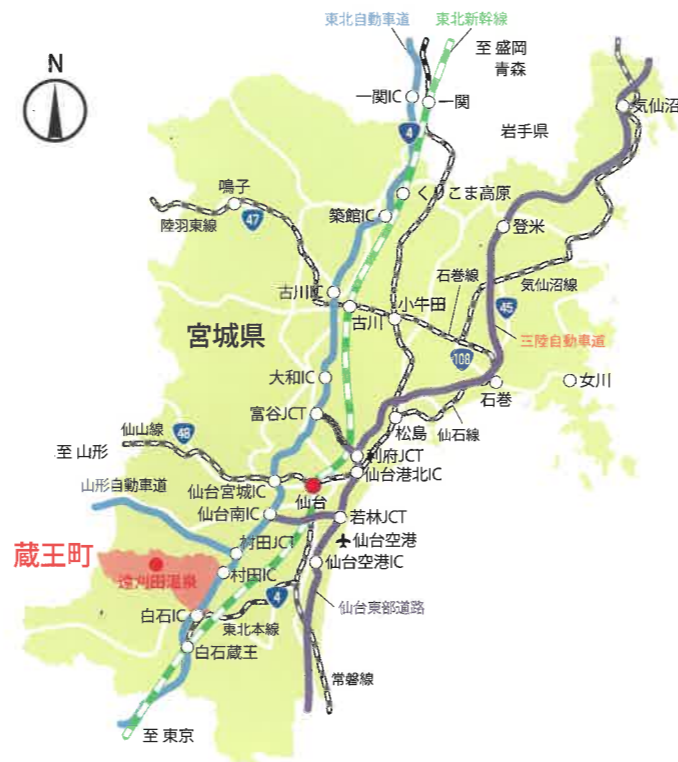 東北自動車道
東北新幹線
至 盛岡
青森
N
一関IC
一関
気仙沼
4
岩手県
鳴子
くりこま高原
築館IC
陸羽東線
47
登米
石巻線
気仙沼線
古川IC
古川
小牛田
45
宮城県
三陸自動車道
108
大和IC
石巻
女川
富谷JCT
松島
仙石線
仙山線
48
至 山形
利府JCT
仙台港北IC
山形自動車道
仙台宮城IC
仙台
仙台南IC
若林JCT
村田JCT
仙台空港
蔵王町
遠刈田温泉
村田IC
仙台空港IC
4
白石IC
東北本線
仙台東部道路
白石蔵王
常磐線
至 東京